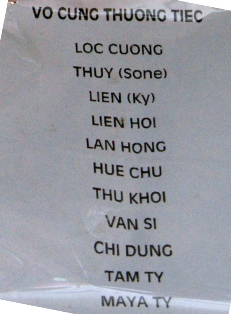 VO CUNG THUONG TIEC
LOC CUONG
THUY (Sone)
LIEN (Ky)
LIEN HOI
LAN HONG
HUE CHU
THU KHOI
VAN SI
CHI DUNG
TAM TY
MAYA TY